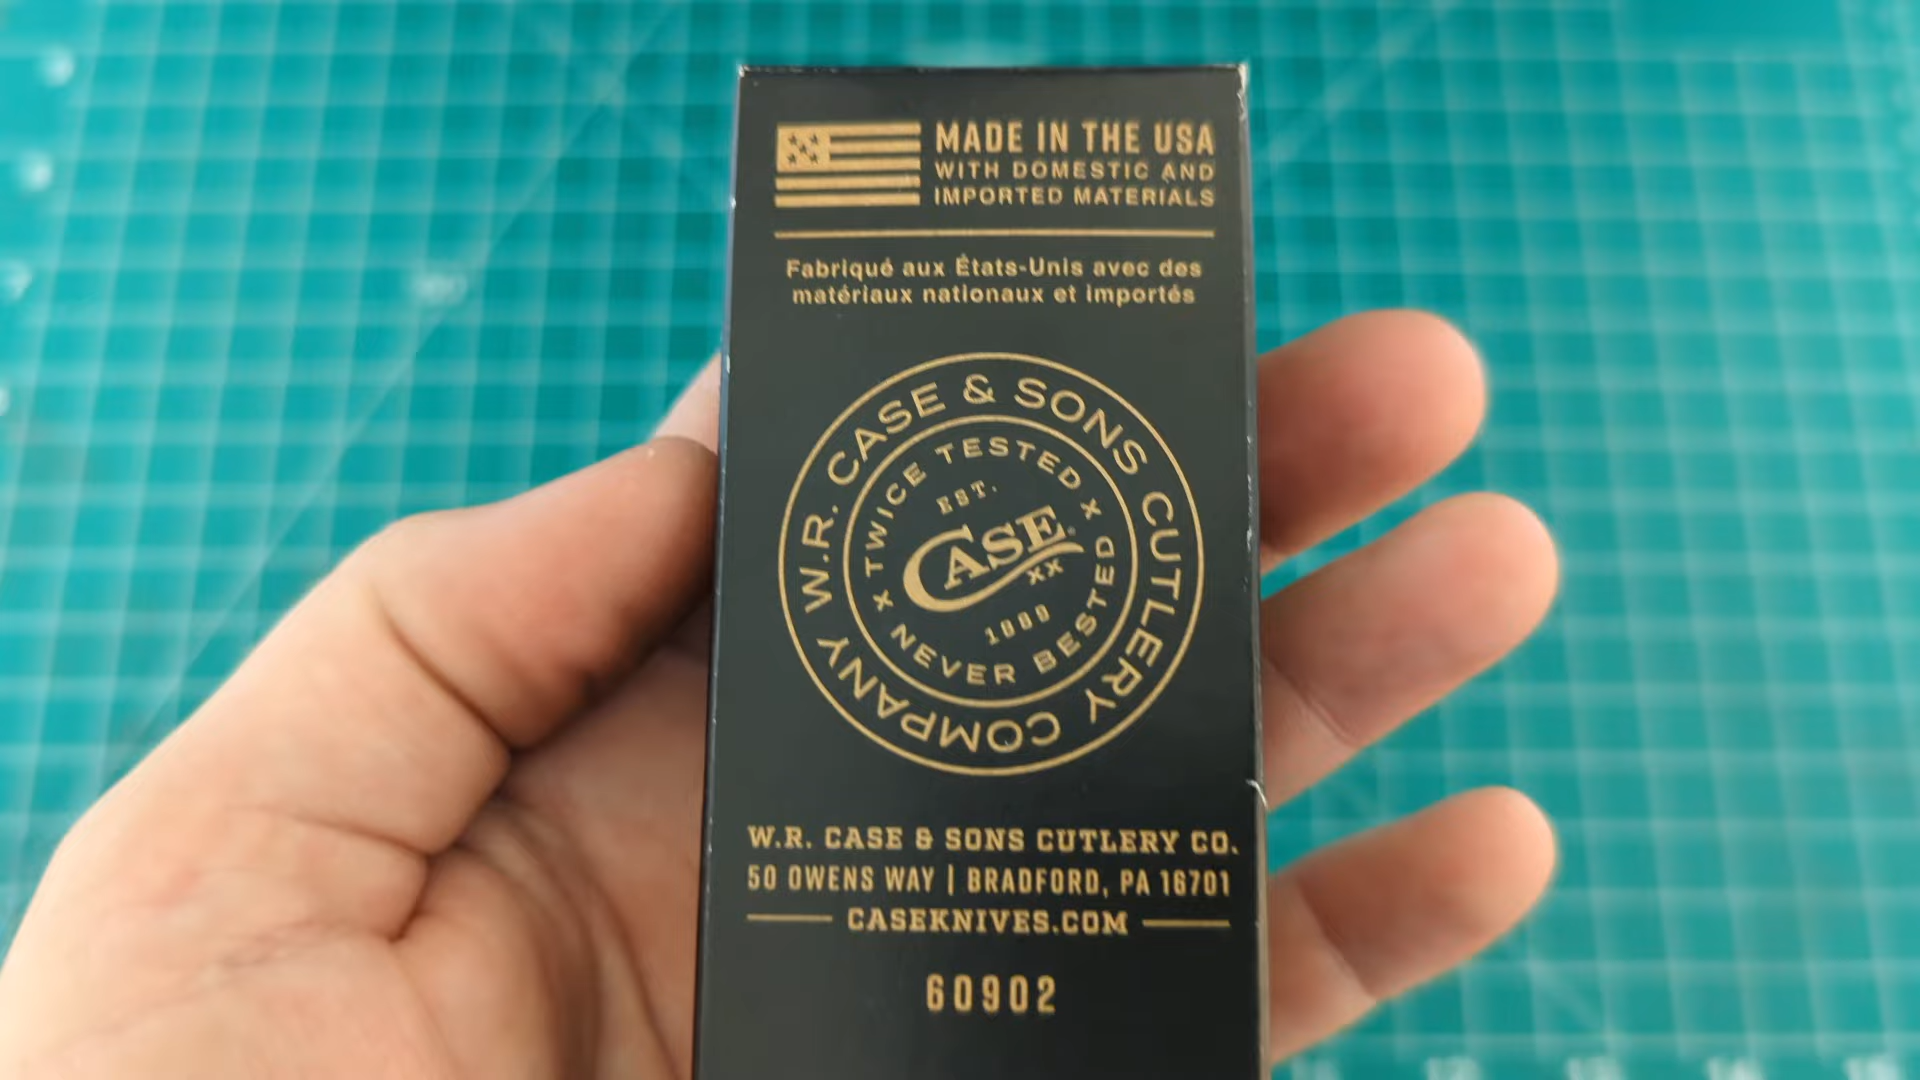 MADE IN THE USA
WITH DOMESTIC AND
IMPORTED MATERIALS
Fabriqué aux États-Unis avec des
matériaux nationaux et importés
W.R. CASE & SONS CUTLERY COMPANY
X TWICE TESTED X NEVER BESTED
EST.
CASE
XX
1889
W.R. CASE & SONS CUTLERY CO.
50 OWENS WAY | BRADFORD, PA 16701
CASEKNIVES.COM
60902